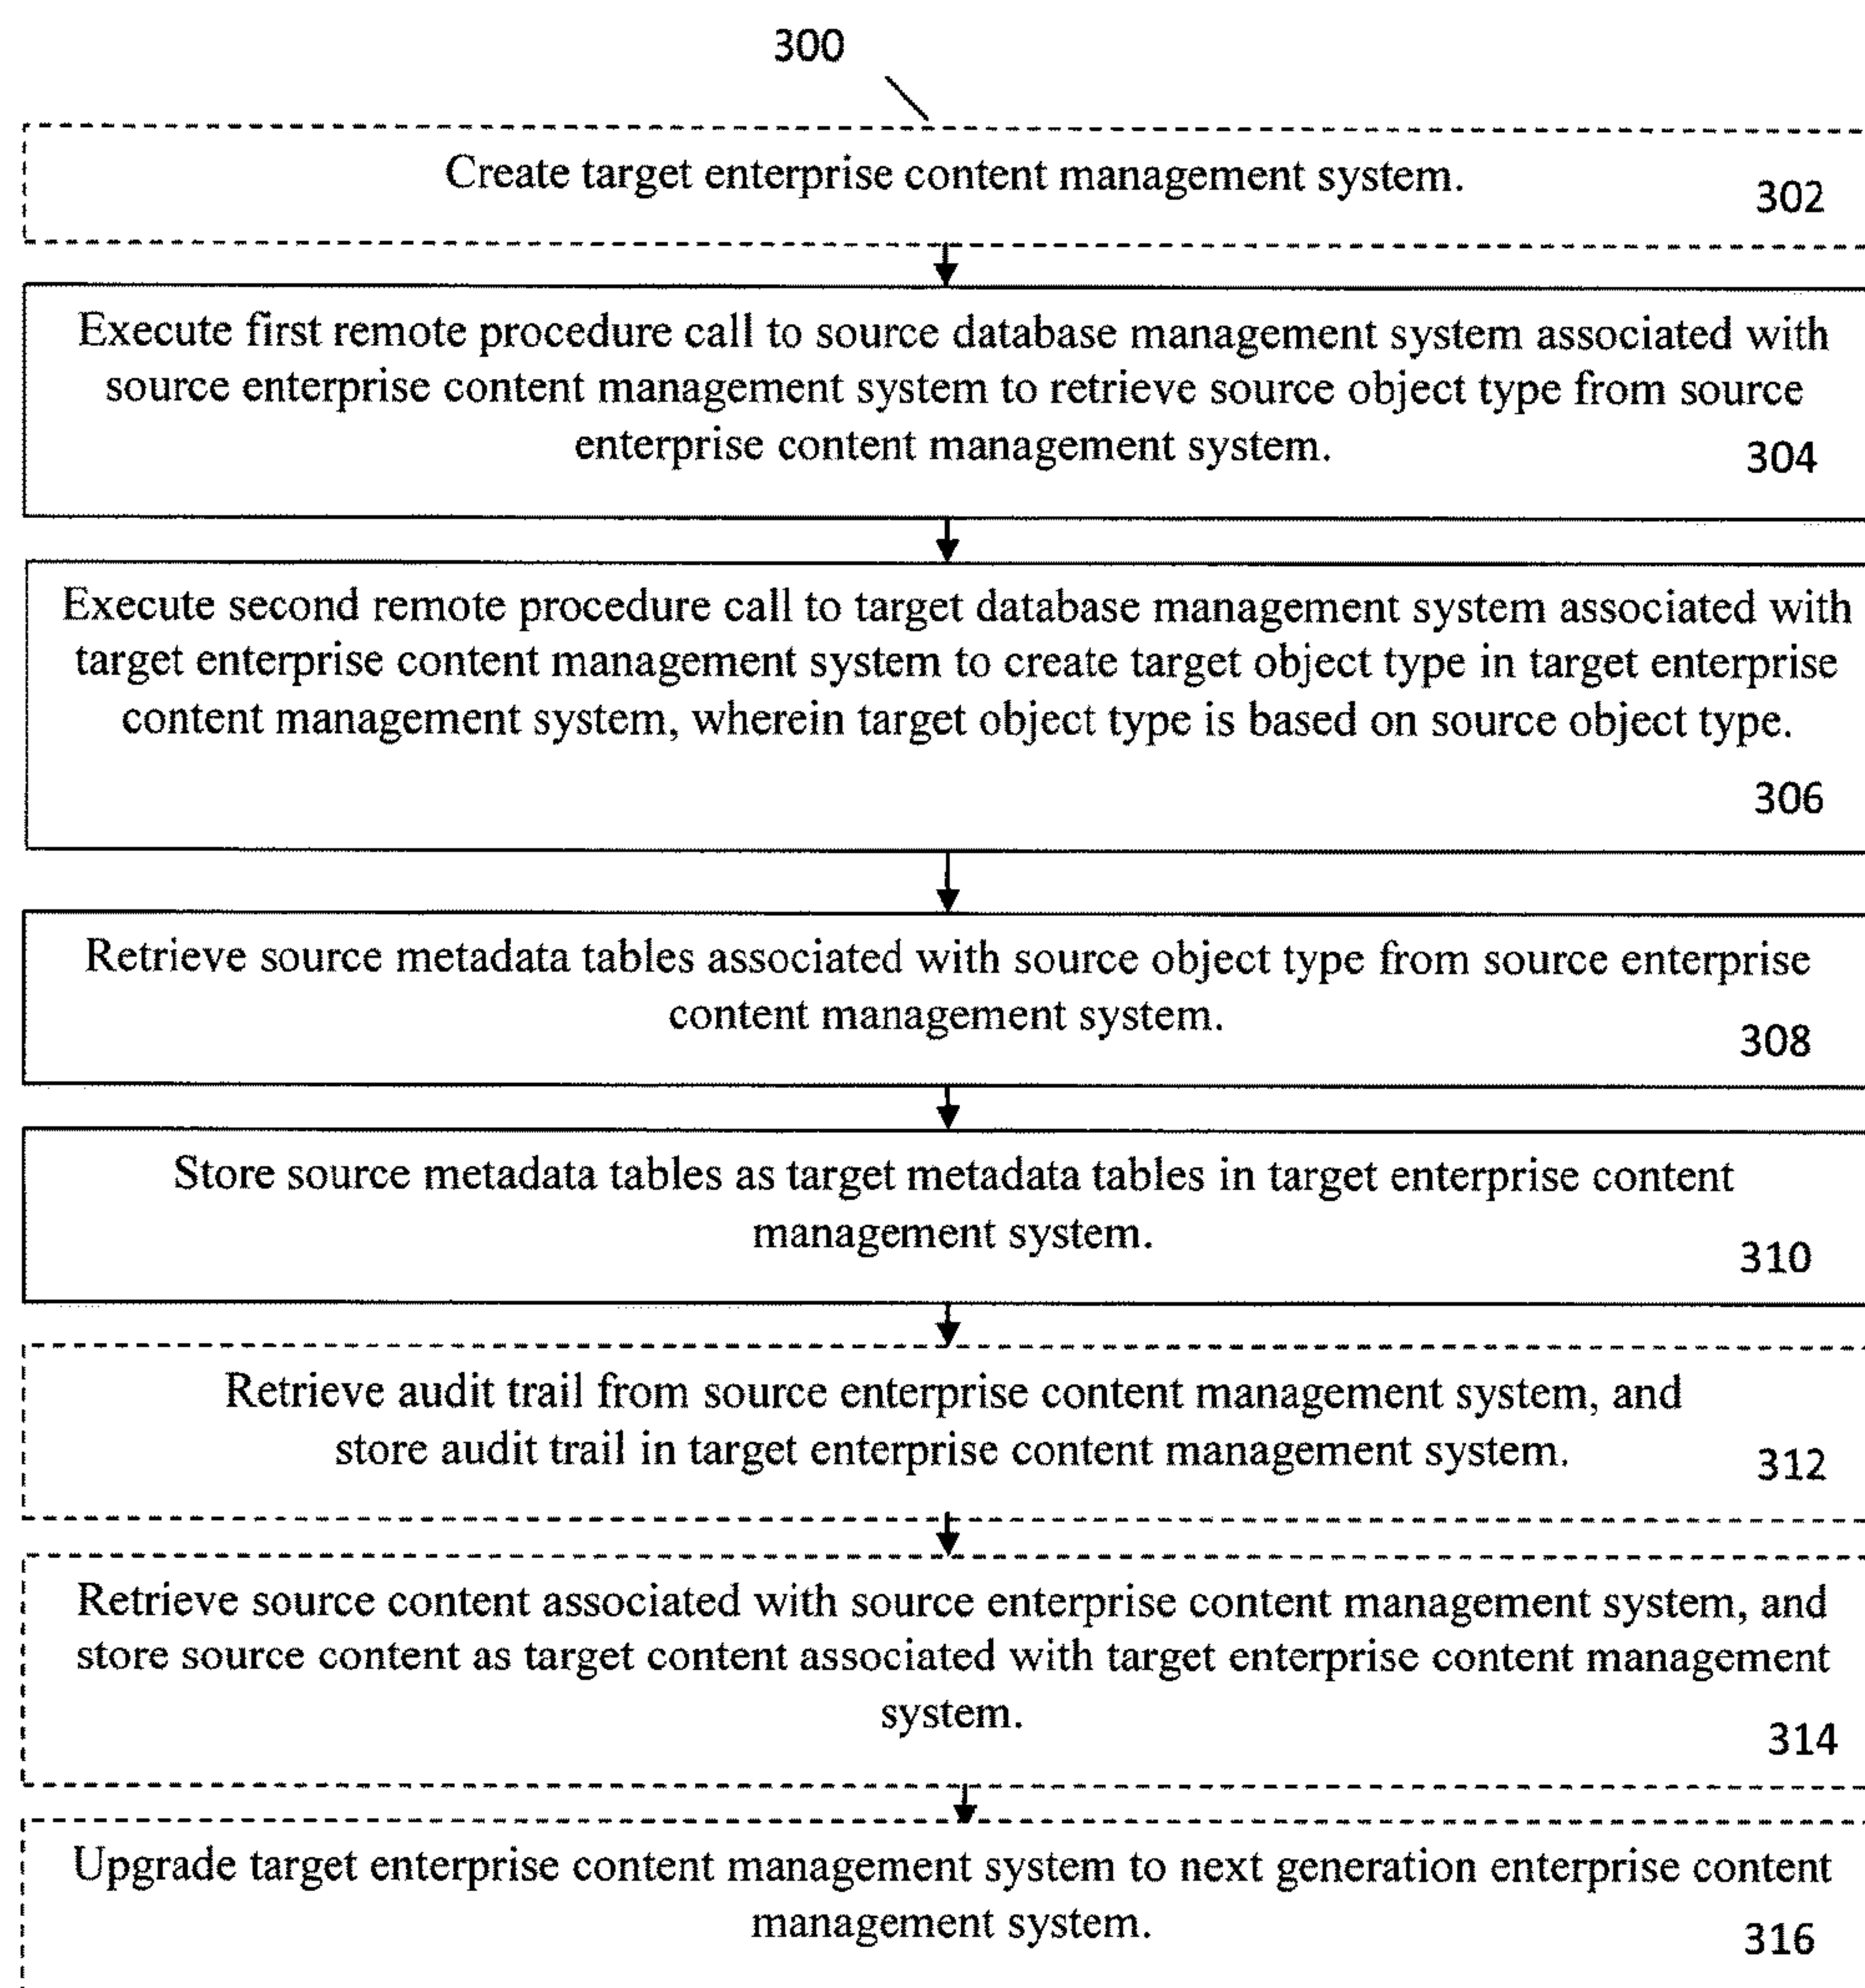 300
Create target enterprise content management system.
302
Execute first remote procedure call to source database management system associated with
source enterprise content management system to retrieve source object type from source
enterprise content management system.
304
Execute second remote procedure call to target database management system associated with
target enterprise content management system to create target object type in target enterprise
content management system, wherein target object type is based on source object type.
306
Retrieve source metadata tables associated with source object type from source enterprise
content management system.
308
Store source metadata tables as target metadata tables in target enterprise content
management system.
310
Retrieve audit trail from source enterprise content management system, and
store audit trail in target enterprise content management system.
312
Retrieve source content associated with source enterprise content management system, and
store source content as target content associated with target enterprise content management
system.
314
Upgrade target enterprise content management system to next generation enterprise content
management system.
316